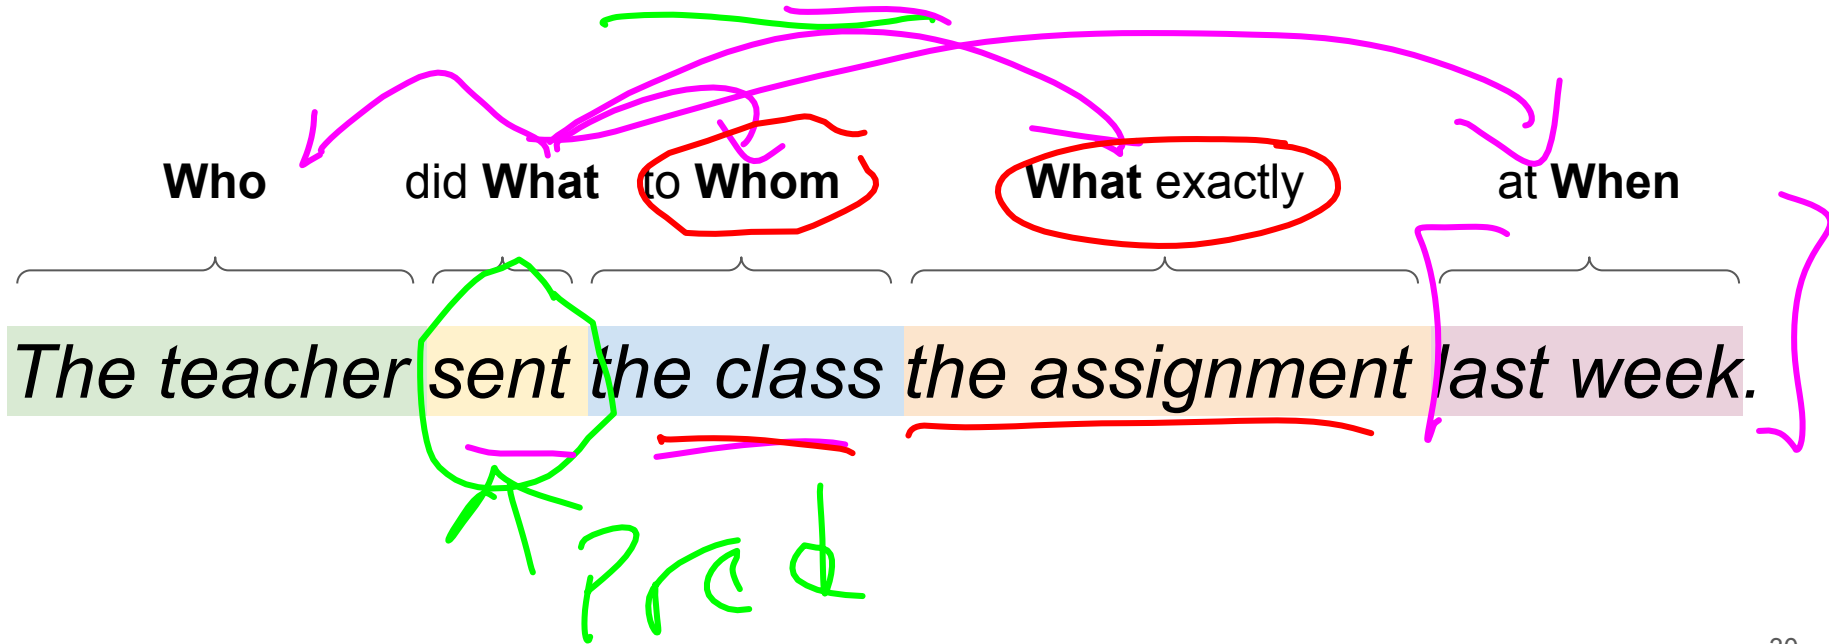 Who did What to Whom What exactly at When
The teacher sent the class the assignment last week.
Pred